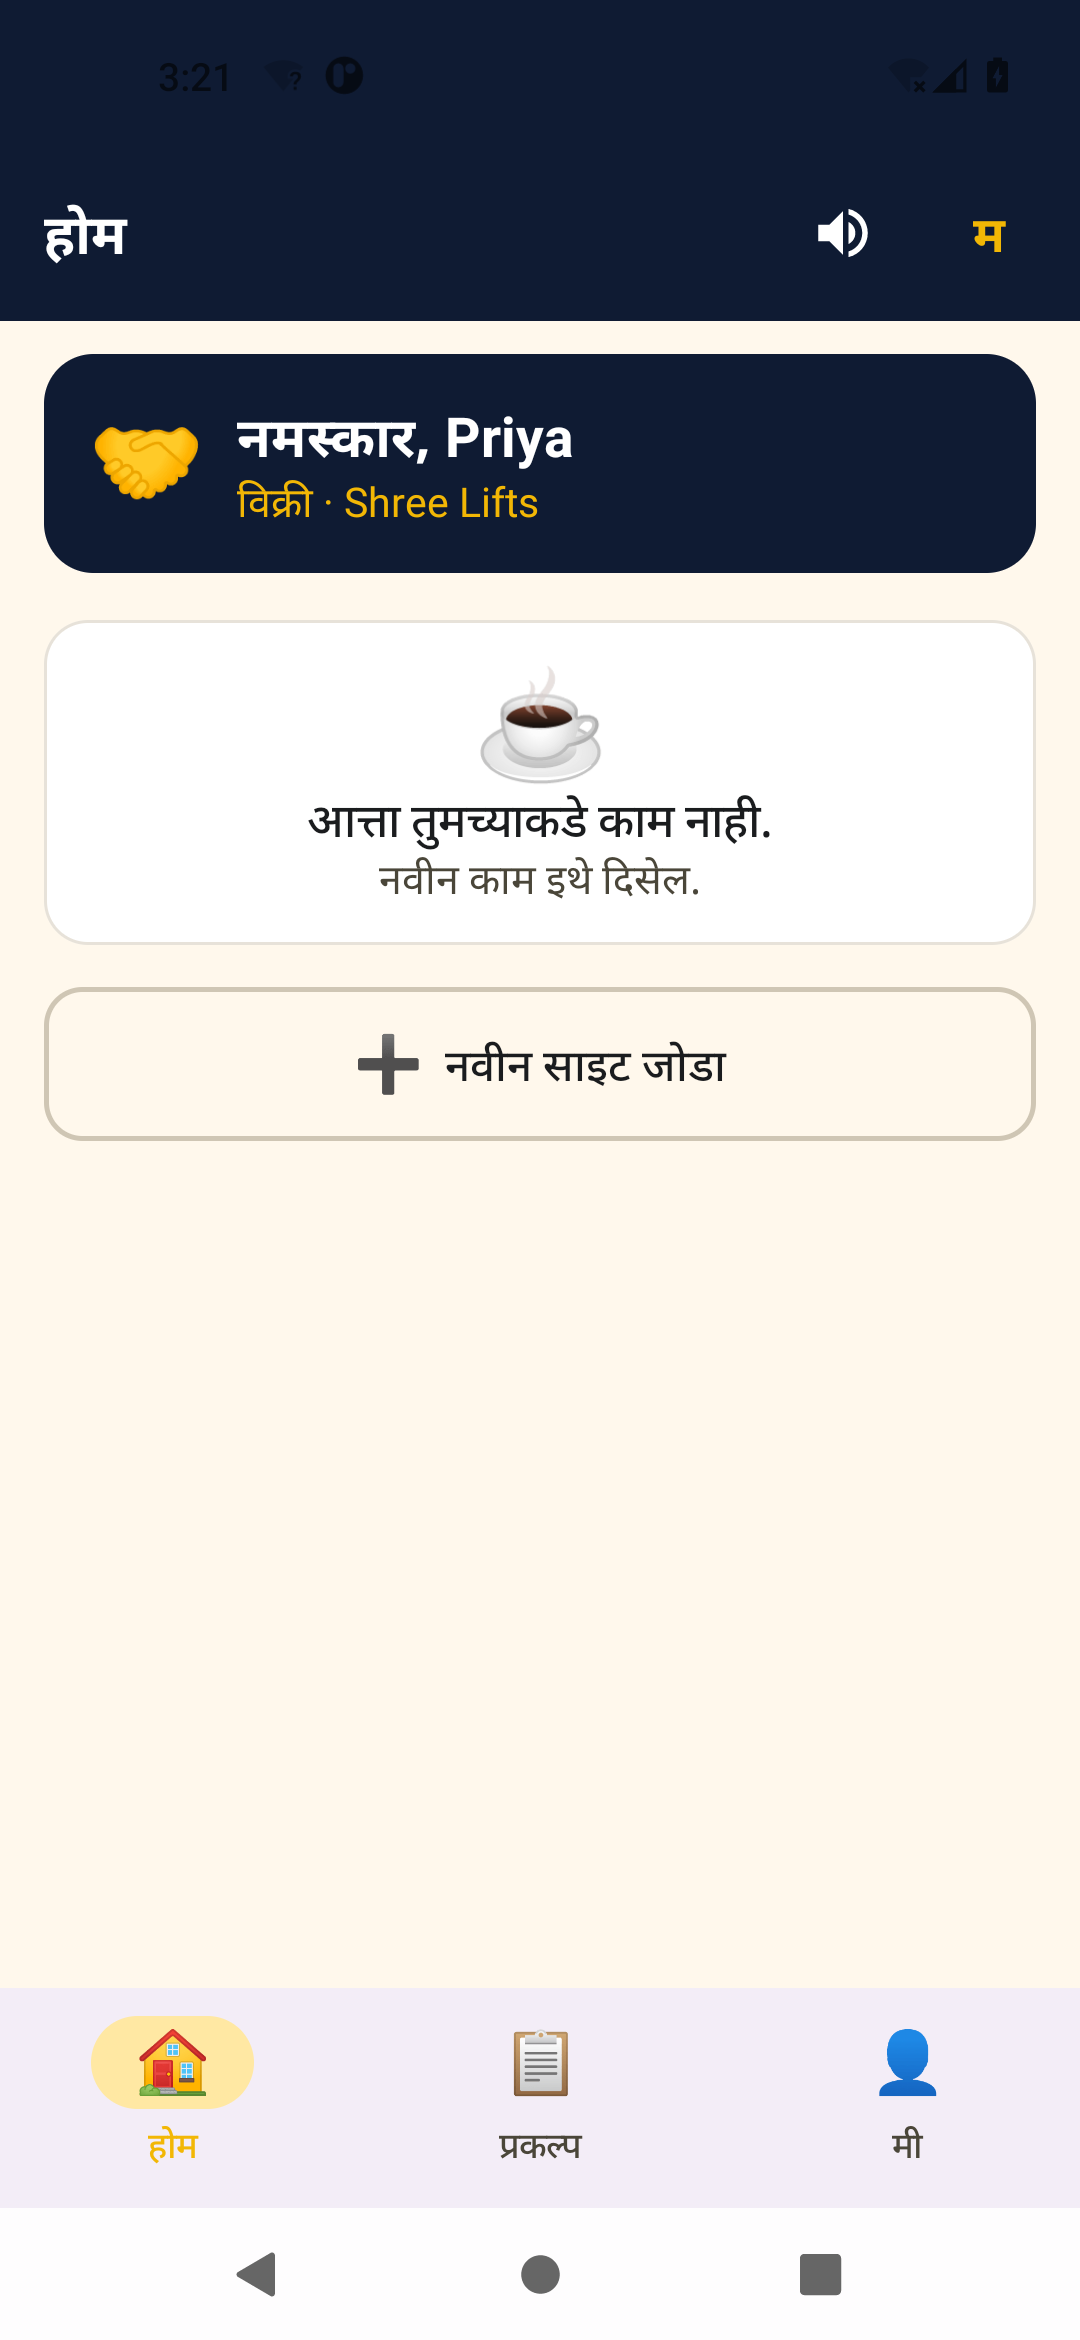 3:21
होम
म
नमस्कार, Priya
विक्री · Shree Lifts
आत्ता तुमच्याकडे काम नाही.
नवीन काम इथे दिसेल.
नवीन साइट जोडा
होम
प्रकल्प
मी